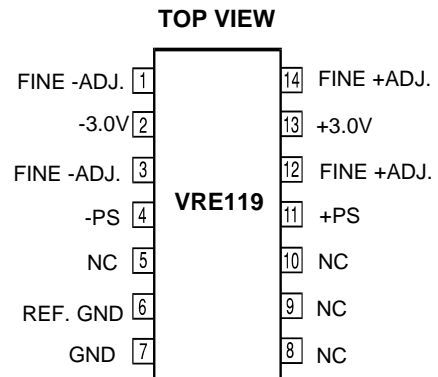 TOP VIEW
FINE -ADJ. 1 14 FINE +ADJ.
-3.0V 2 13 +3.0V
FINE -ADJ. 3 12 FINE +ADJ.
VRE119
-PS 4 11 +PS
NC 5 10 NC
REF. GND 6 9 NC
GND 7 8 NC